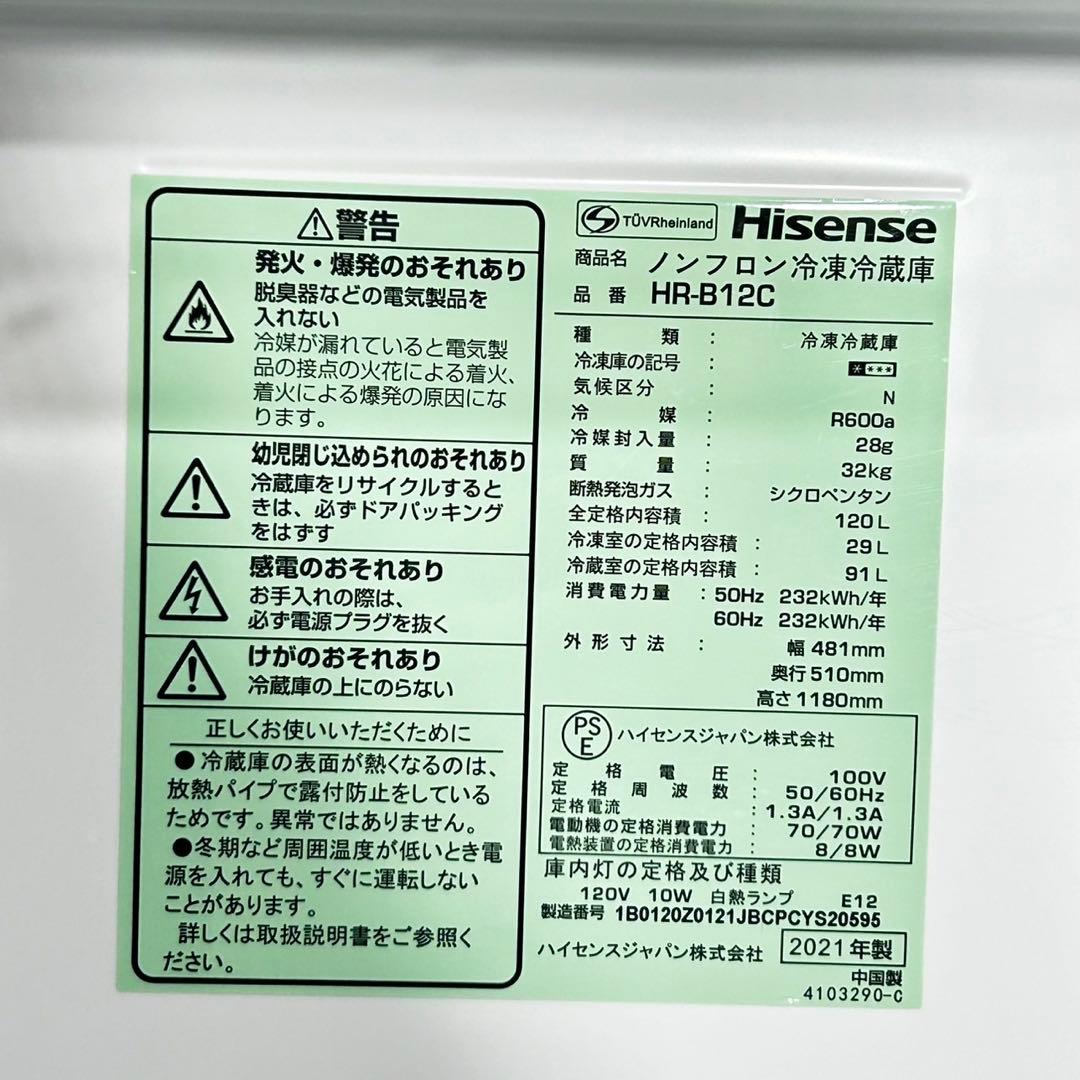 警告
発火・爆発のおそれあり
脱臭器などの電気製品を
入れない
冷媒が漏れていると電気製
品の接点の火花による着火、
着火による爆発の原因にな
ります。
幼児閉じ込められのおそれあり
冷蔵庫をリサイクルすると
きは、必ずドアパッキング
をはずす
感電のおそれあり
お手入れの際は、
必ず電源プラグを抜く
けがのおそれあり
冷蔵庫の上にのらない
正しくお使いいただくために
●冷蔵庫の表面が熱くなるのは、
放熱パイプで露付防止をしている
ためです。異常ではありません。
●冬期など周囲温度が低いとき電
源を入れても、すぐに運転しない
ことがあります。
詳しくは取扱説明書をご参照く
ださい。
TÜVRheinland Hisense
商品名 ノンフロン冷凍冷蔵庫
品番 HR-B12C
種類 : 冷凍冷蔵庫
冷凍庫の記号 : ****
気候区分 : N
冷媒 : R600a
冷媒封入量 : 28g
質量 : 32kg
断熱発泡ガス : シクロペンタン
全定格内容積 : 120L
冷凍室の定格内容積 : 29L
冷蔵室の定格内容積 : 91L
消費電力量 : 50Hz 232kWh/年
60Hz 232kWh/年
外形寸法 : 幅 481mm
奥行 510mm
高さ 1180mm
PSE ハイセンスジャパン株式会社
定格電圧 : 100V
定格周波数 : 50/60Hz
定格電流 : 1.3A/1.3A
電動機の定格消費電力 : 70/70W
電熱装置の定格消費電力 : 8/8W
庫内灯の定格及び種類
120V 10W 白熱ランプ E12
製造番号 1B0120Z0121JBCPCYS20595
ハイセンスジャパン株式会社 2021年製
中国製
4103290-C